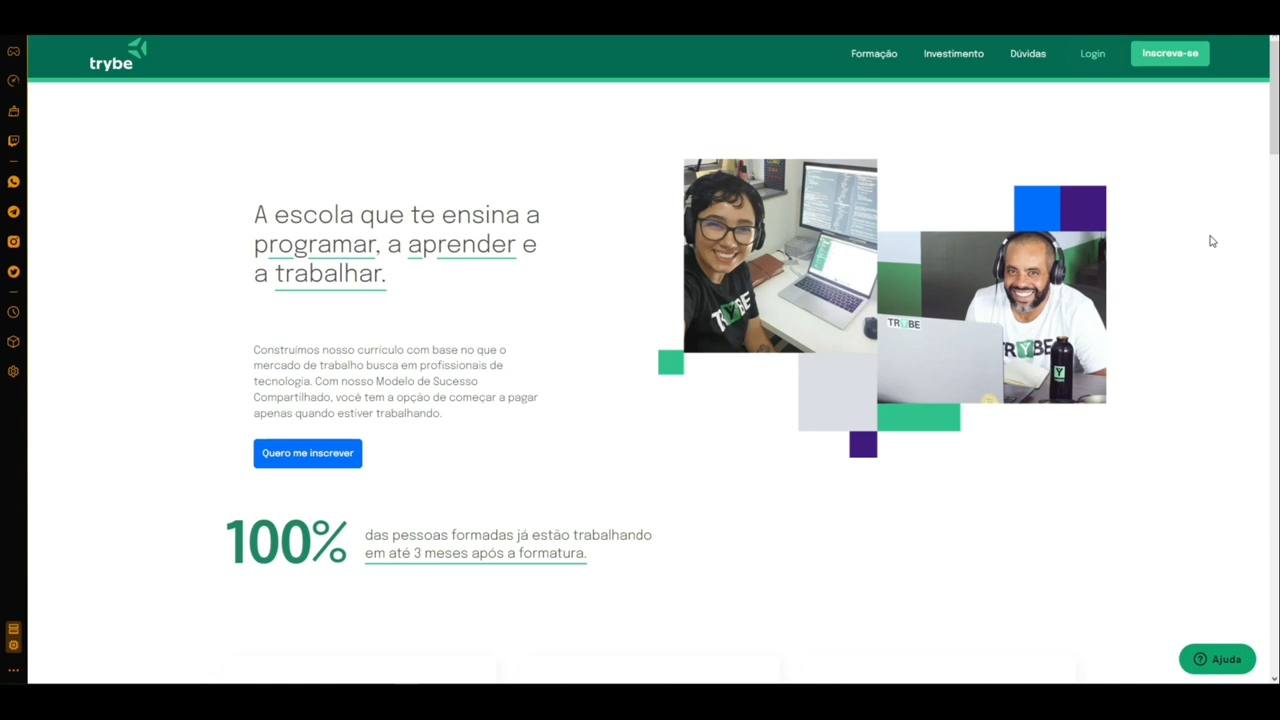 trybe
Formação
Investimento
Dúvidas
Login
Inscreva-se
A escola que te ensina a
programar, a aprender e
a trabalhar.
Construímos nosso currículo com base no que o
mercado de trabalho busca em profissionais de
tecnologia. Com nosso Modelo de Sucesso
Compartilhado, você tem a opção de começar a pagar
apenas quando estiver trabalhando.
Quero me inscrever
TRYBE
TRYBE
TRYBE
Y
100%
das pessoas formadas já estão trabalhando
em até 3 meses após a formatura.
Ajuda